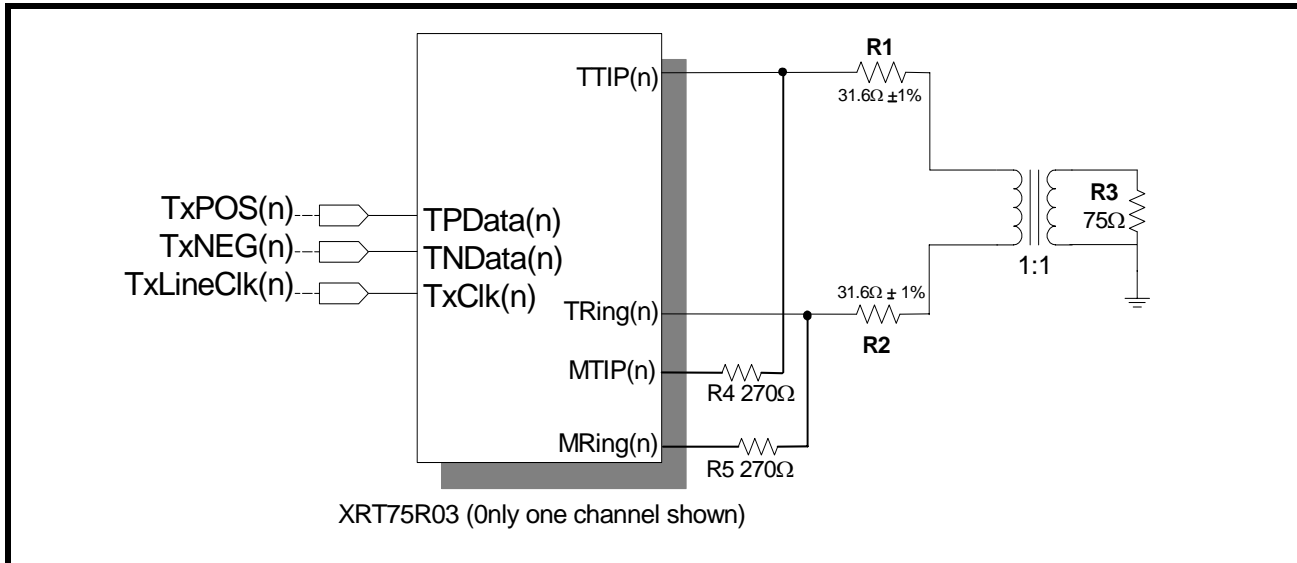 R1
TTIP(n)
31.6Ω ±1%
TxPOS(n)
TPData(n)
R3
75Ω
TxNEG(n)
TNData(n)
1:1
TxLineClk(n)
TxClk(n)
31.6Ω ± 1%
TRing(n)
R2
MTIP(n)
R4 270Ω
MRing(n)
R5 270Ω
XRT75R03 (0nly one channel shown)